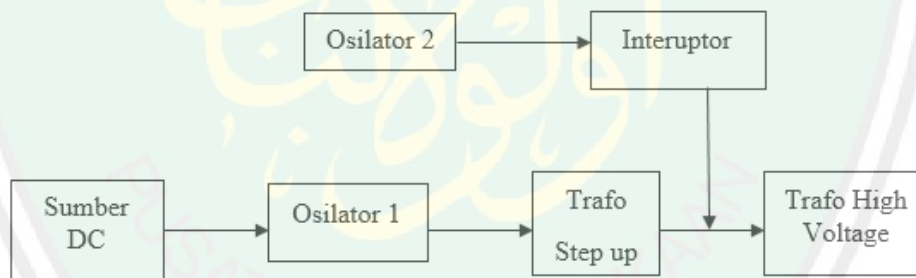 Osilator 2
Interuptor
Sumber
DC
Osilator 1
Trafo
Step up
Trafo High
Voltage